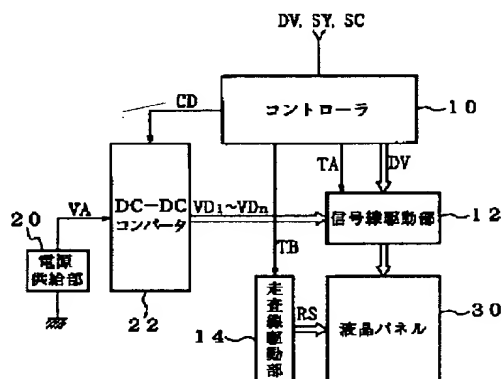 DV, SY, SC
コントローラ
10
CD
TA
DV
DC-DC
コンバータ
VD1~VDn
信号線駆動部
12
20
VA
電源
供給部
22
TB
14
走査線駆動部
RS
液晶パネル
30